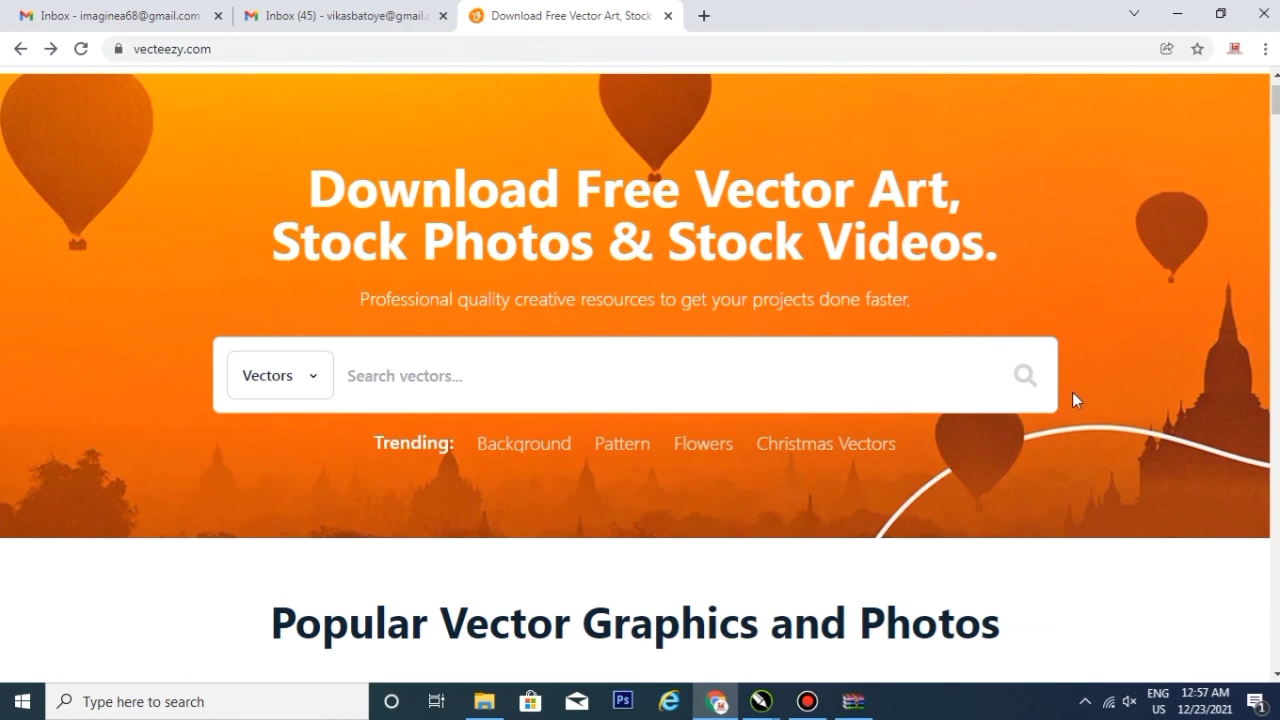 Inbox - imaginea68@gmail.com
Inbox (45) - vikasbatoye@gmail.c
Download Free Vector Art, Stock
vecteezy.com
Download Free Vector Art,
Stock Photos & Stock Videos.
Professional quality creative resources to get your projects done faster.
Vectors
Search vectors...
Trending: Background Pattern Flowers Christmas Vectors
Popular Vector Graphics and Photos
Type here to search
Ps
ENG
US
12:57 AM
12/23/2021
1